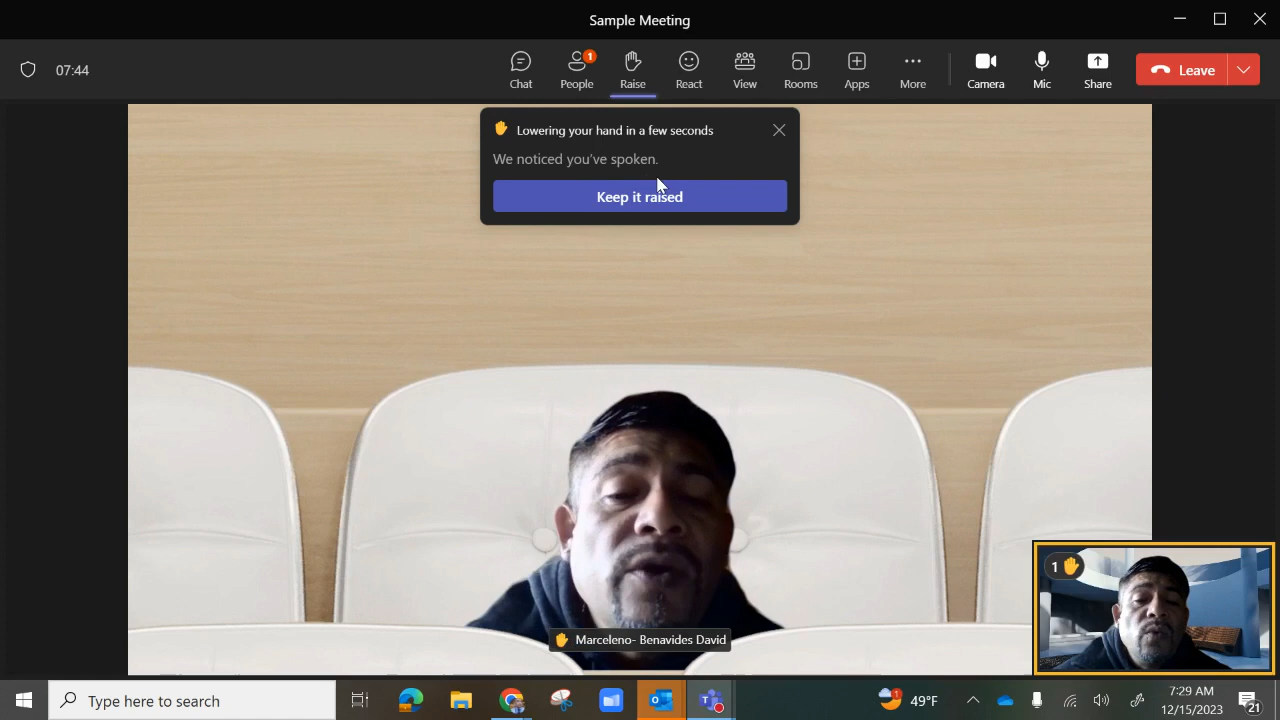 Sample Meeting
07:44
Chat
People
1
Raise
React
View
Rooms
Apps
More
Camera
Mic
Share
Leave
Lowering your hand in a few seconds
We noticed you've spoken.
Keep it raised
1
Marceleno- Benavides David
Type here to search
1
49°F
7:29 AM
12/15/2023
21